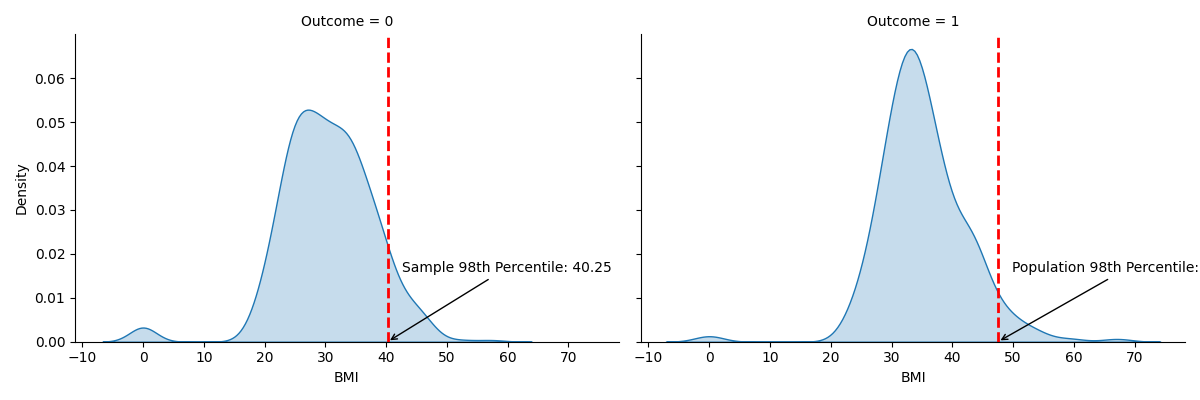 Outcome = 0
Outcome = 1
Density
0.06
0.05
0.04
0.03
0.02
0.01
0.00
Sample 98th Percentile: 40.25
Population 98th Percentile:
−10 0 10 20 30 40 50 60 70
−10 0 10 20 30 40 50 60 70
BMI
BMI